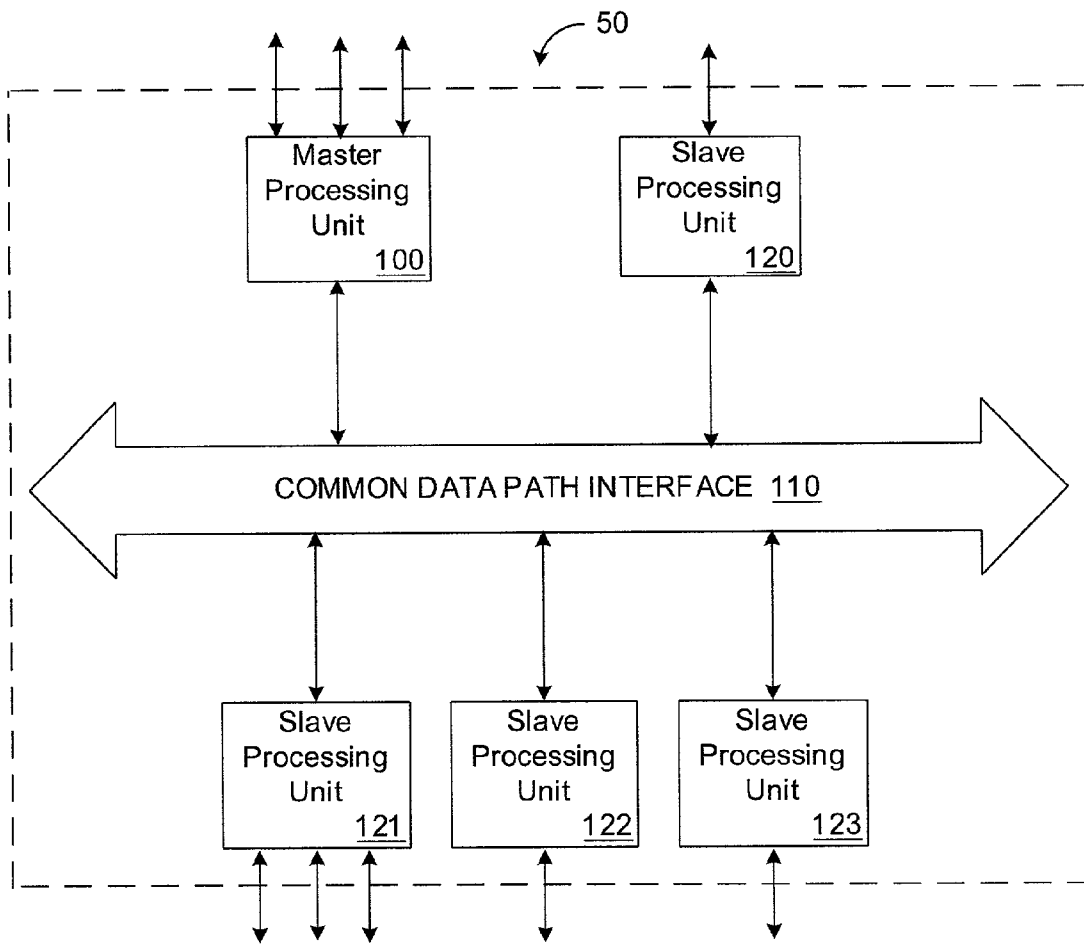 50
Master
Processing
Unit
100
Slave
Processing
Unit
120
COMMON DATA PATH INTERFACE 110
Slave
Processing
Unit
121
Slave
Processing
Unit
122
Slave
Processing
Unit
123